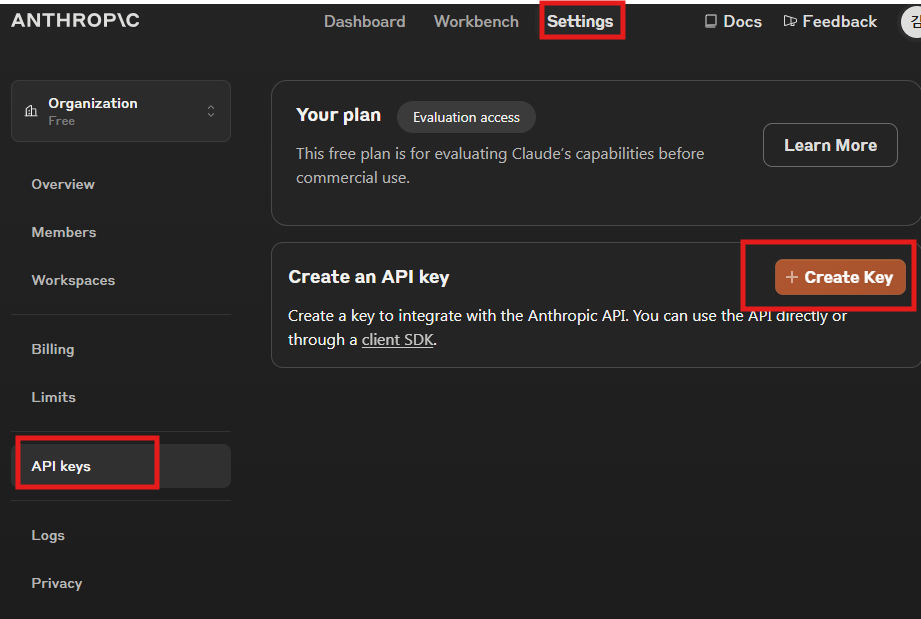 ANTHROP\C
Dashboard Workbench Settings Docs Feedback 김
Organization
Free
Overview
Members
Workspaces
Billing
Limits
API keys
Logs
Privacy
Your plan Evaluation access
This free plan is for evaluating Claude's capabilities before
commercial use.
Learn More
Create an API key
+ Create Key
Create a key to integrate with the Anthropic API. You can use the API directly or
through a client SDK.